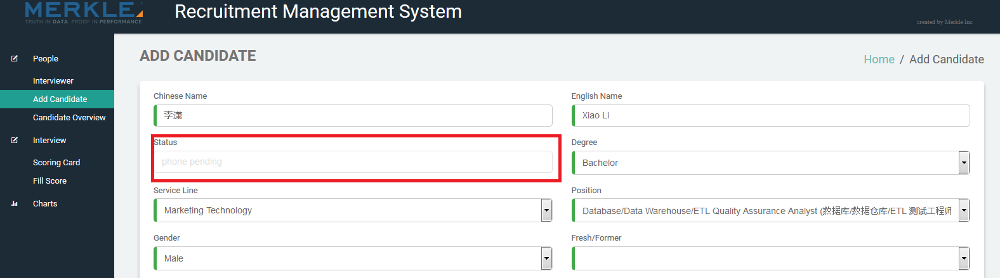 MERKLE
TRUTH IN DATA. PROOF IN PERFORMANCE.
Recruitment Management System
created by Merkle Inc
People
Interviewer
Add Candidate
Candidate Overview
Interview
Scoring Card
Fill Score
Charts
ADD CANDIDATE
Home / Add Candidate
Chinese Name
李潇
English Name
Xiao Li
Status
phone pending
Degree
Bachelor
Service Line
Marketing Technology
Position
Database/Data Warehouse/ETL Quality Assurance Analyst (数据库/数据仓库/ETL 测试工程师
Gender
Male
Fresh/Former